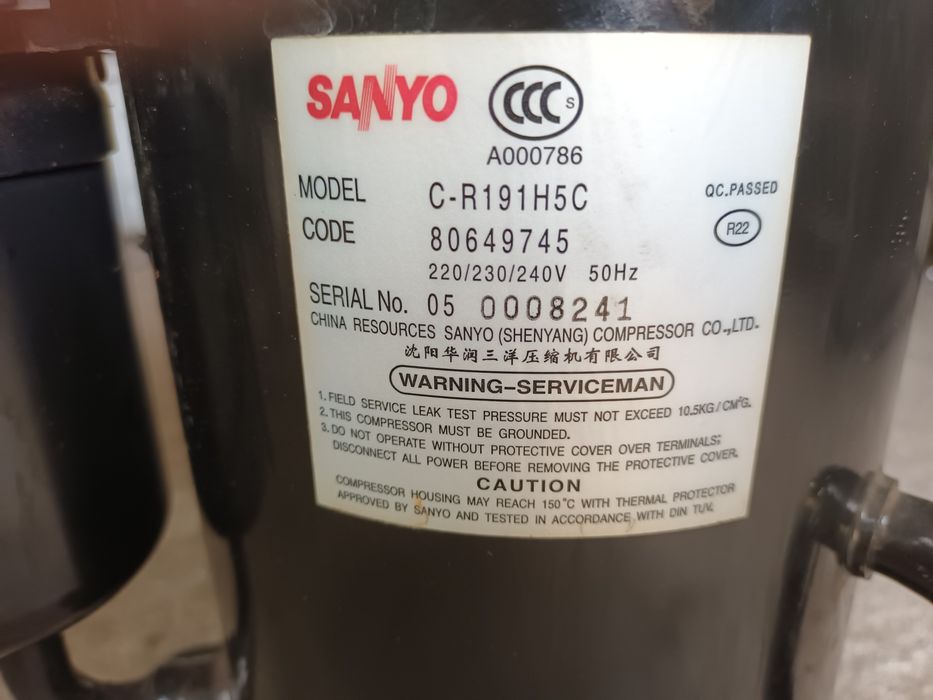 SANYO
CCC S
A000786
MODEL C-R191H5C
QC.PASSED
CODE 80649745
R22
220/230/240V 50Hz
SERIAL No. 05 0008241
CHINA RESOURCES SANYO (SHENYANG) COMPRESSOR CO.,LTD.
沈阳华润三洋压缩机有限公司
WARNING-SERVICEMAN
1. FIELD SERVICE LEAK TEST PRESSURE MUST NOT EXCEED 10.5KG/CM²G.
2. THIS COMPRESSOR MUST BE GROUNDED.
3. DO NOT OPERATE WITHOUT PROTECTIVE COVER OVER TERMINALS;
DISCONNECT ALL POWER BEFORE REMOVING THE PROTECTIVE COVER.
CAUTION
COMPRESSOR HOUSING MAY REACH 150°C WITH THERMAL PROTECTOR
APPROVED BY SANYO AND TESTED IN ACCORDANCE WITH DIN TUV.